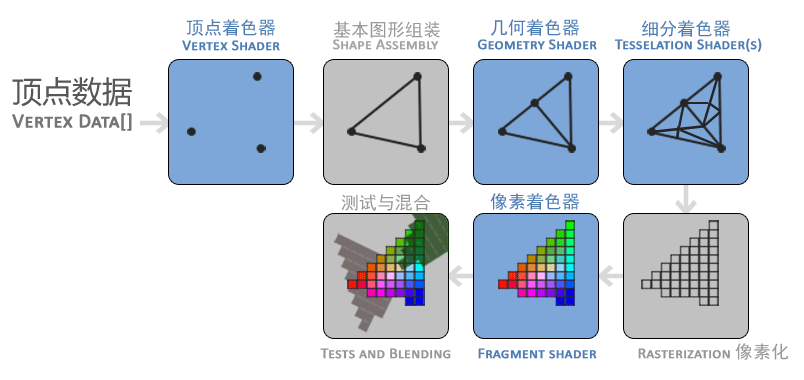 顶点数据
VERTEX DATA[]
顶点着色器
VERTEX SHADER
基本图形组装
SHAPE ASSEMBLY
几何着色器
GEOMETRY SHADER
细分着色器
TESSELATION SHADER(S)
测试与混合
TESTS AND BLENDING
像素着色器
FRAGMENT SHADER
RASTERIZATION 像素化